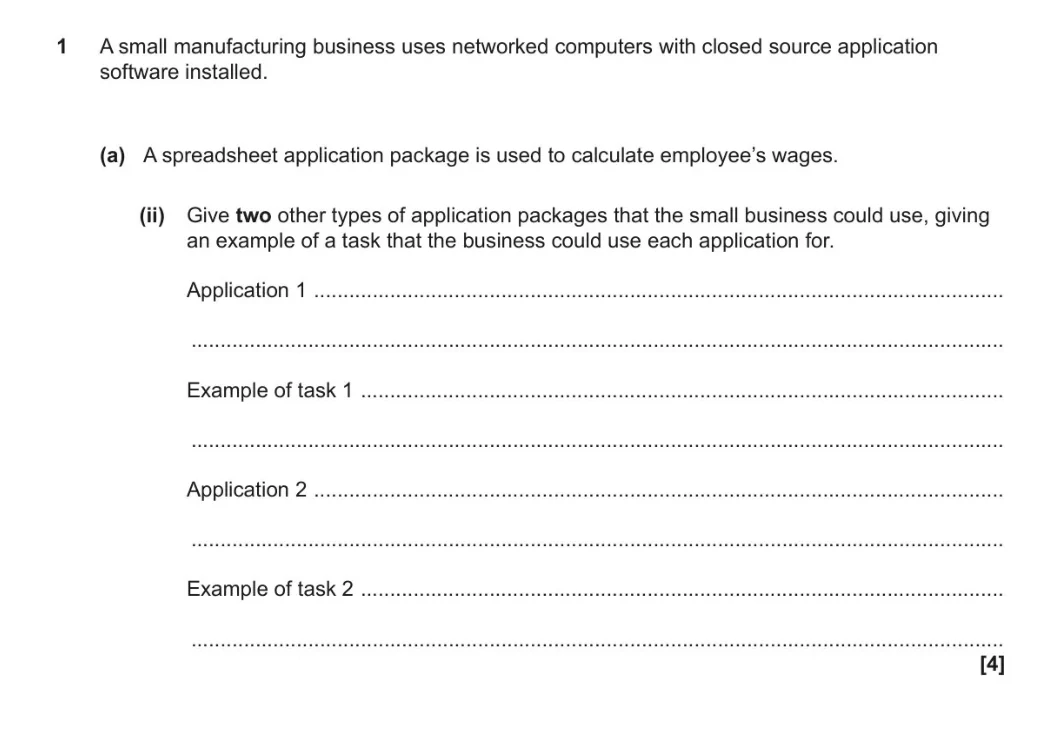 1 A small manufacturing business uses networked computers with closed source application
software installed.
(a) A spreadsheet application package is used to calculate employee's wages.
(ii) Give two other types of application packages that the small business could use, giving
an example of a task that the business could use each application for.
Application 1 ................................................................
................................................................
Example of task 1 ................................................................
................................................................
Application 2 ................................................................
................................................................
Example of task 2 ................................................................
................................................................
[4]